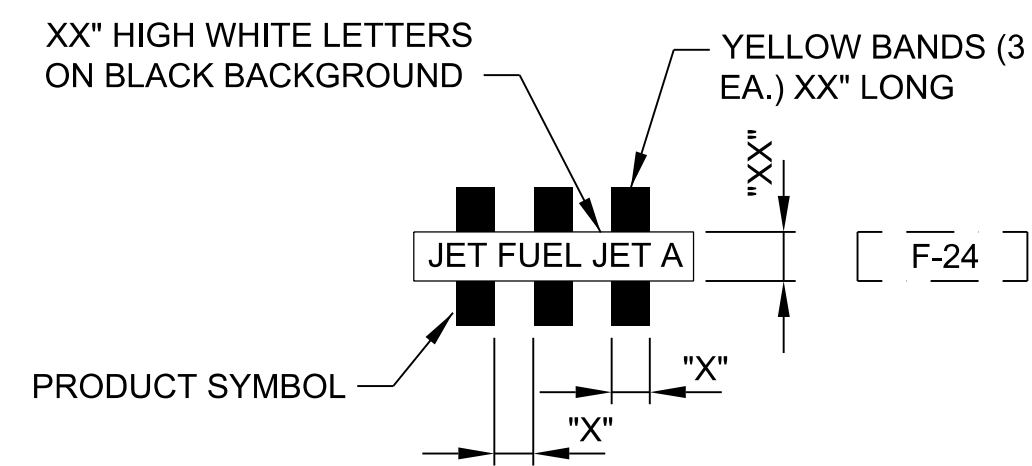 XX" HIGH WHITE LETTERS
ON BLACK BACKGROUND
YELLOW BANDS (3
EA.) XX" LONG
"XX"
JET FUEL JET A
F-24
PRODUCT SYMBOL
"X"
"X"